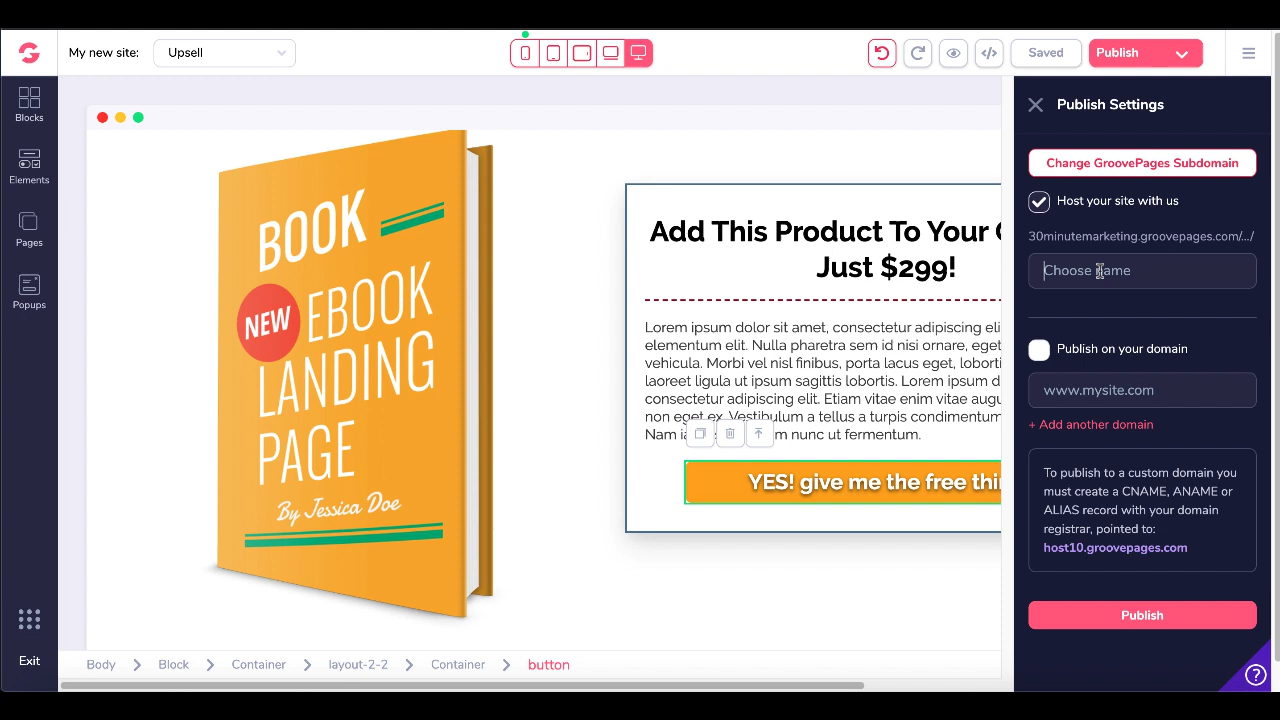 My new site:
Upsell
Saved
Publish
Blocks
Elements
Pages
Popups
Exit
BOOK
NEW
EBOOK
LANDING
PAGE
By Jessica Doe
Add This Product To Your
Just $299!
Lorem ipsum dolor sit amet, consectetur adipiscing eli
elementum elit. Nulla pharetra sem id nisi ornare, eget
vehicula. Morbi vel nisl finibus, porta lacus eget, loborti
laoreet ligula ut ipsum sagittis lobortis. Lorem ipsum d
consectetur adipiscing elit. Etiam vitae enim vitae augu
non eget ex. Vestibulum a tellus a turpis condimentum
Nam m nunc ut fermentum.
YES! give me the free thin
Body
Block
Container
layout-2-2
Container
button
Publish Settings
Change GroovePages Subdomain
Host your site with us
30minutemarketing.groovepages.com/.../
Choose name
Publish on your domain
www.mysite.com
+ Add another domain
To publish to a custom domain you
must create a CNAME, ANAME or
ALIAS record with your domain
registrar, pointed to:
host10.groovepages.com
Publish
?